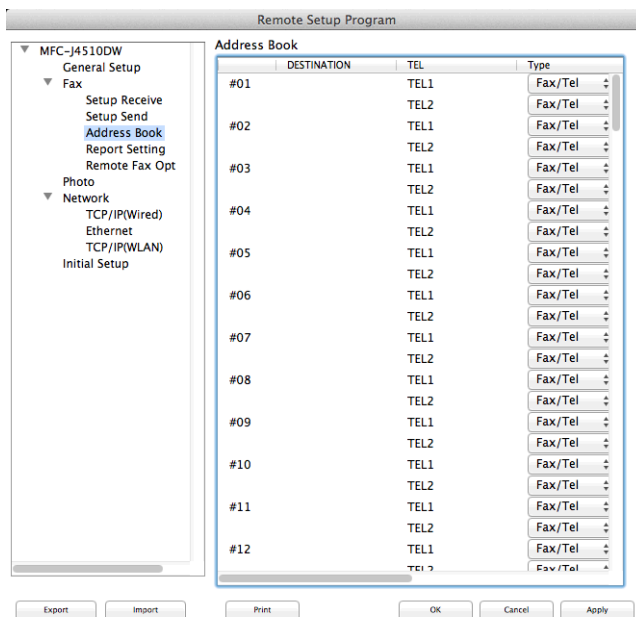 Remote Setup Program
MFC-J4510DW
General Setup
Fax
Setup Receive
Setup Send
Address Book
Report Setting
Remote Fax Opt
Photo
Network
TCP/IP(Wired)
Ethernet
TCP/IP(WLAN)
Initial Setup
Address Book
DESTINATION TEL Type
#01 TEL1 Fax/Tel
TEL2 Fax/Tel
#02 TEL1 Fax/Tel
TEL2 Fax/Tel
#03 TEL1 Fax/Tel
TEL2 Fax/Tel
#04 TEL1 Fax/Tel
TEL2 Fax/Tel
#05 TEL1 Fax/Tel
TEL2 Fax/Tel
#06 TEL1 Fax/Tel
TEL2 Fax/Tel
#07 TEL1 Fax/Tel
TEL2 Fax/Tel
#08 TEL1 Fax/Tel
TEL2 Fax/Tel
#09 TEL1 Fax/Tel
TEL2 Fax/Tel
#10 TEL1 Fax/Tel
TEL2 Fax/Tel
#11 TEL1 Fax/Tel
TEL2 Fax/Tel
#12 TEL1 Fax/Tel
TEL2 Fax/Tel
Export Import Print OK Cancel Apply